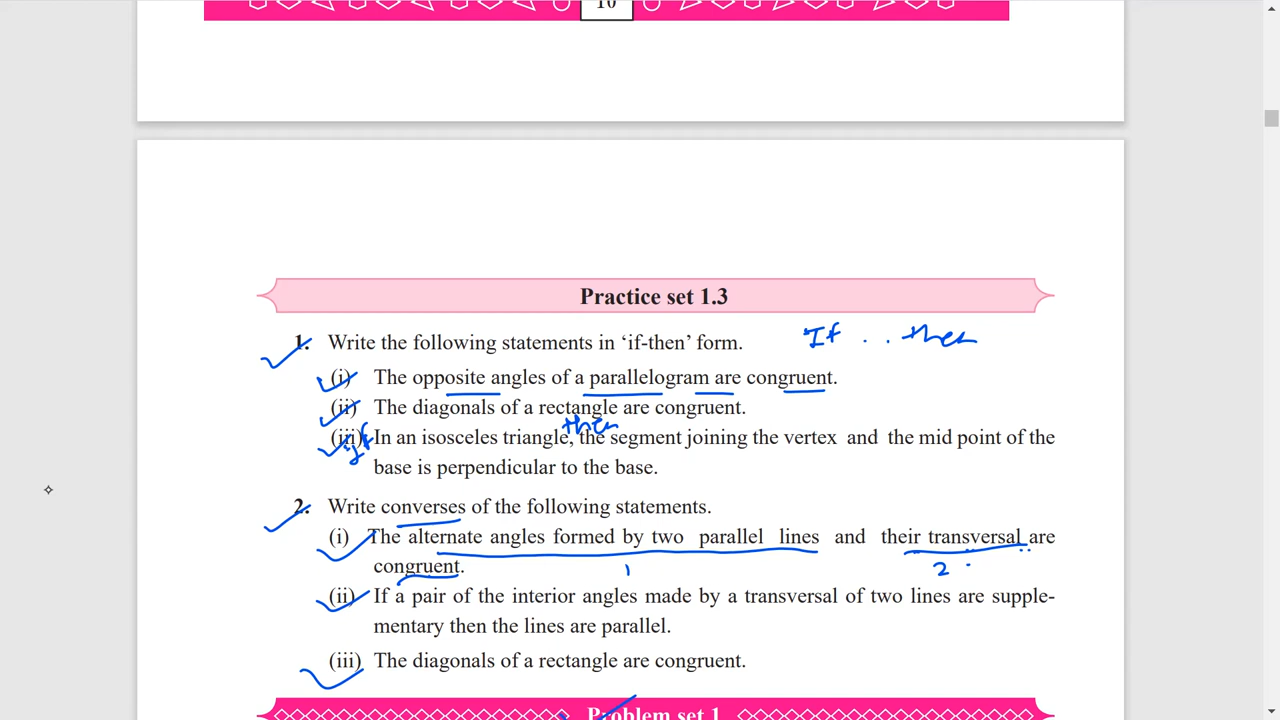 10
Practice set 1.3
1. Write the following statements in ‘if-then’ form. If . . then
(i) The opposite angles of a parallelogram are congruent.
(ii) The diagonals of a rectangle are congruent.
then
(iii) if In an isosceles triangle, the segment joining the vertex and the mid point of the
base is perpendicular to the base.
2. Write converses of the following statements.
(i) The alternate angles formed by two parallel lines and their transversal are
congruent. 1 2
(ii) If a pair of the interior angles made by a transversal of two lines are supple-
mentary then the lines are parallel.
(iii) The diagonals of a rectangle are congruent.
Problem set 1